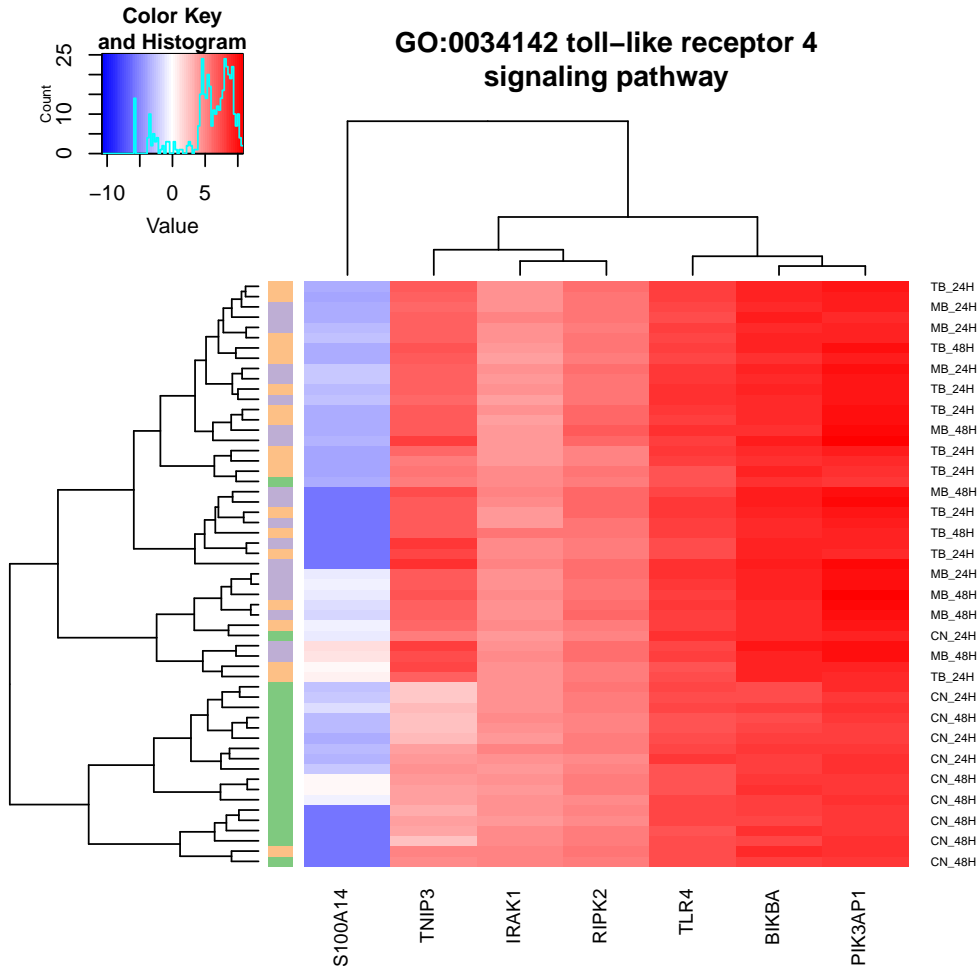 Color Key
and Histogram
Count
0
10
25
−10
0
5
Value
GO:0034142 toll−like receptor 4
signaling pathway
TB_24H
MB_24H
MB_24H
TB_48H
MB_24H
TB_24H
TB_24H
MB_48H
TB_24H
TB_24H
MB_48H
TB_24H
TB_48H
TB_24H
MB_24H
MB_48H
MB_48H
CN_24H
MB_48H
TB_24H
CN_24H
CN_48H
CN_24H
CN_24H
CN_48H
CN_48H
CN_48H
CN_48H
CN_48H
S100A14
TNIP3
IRAK1
RIPK2
TLR4
BIKBA
PIK3AP1